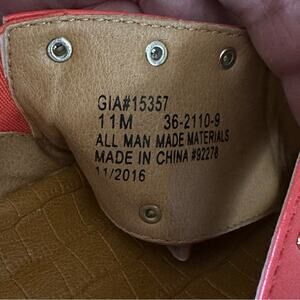 GIA#15357
11M 36-2110-9
ALL MAN MADE MATERIALS
MADE IN CHINA #92278
11/2016